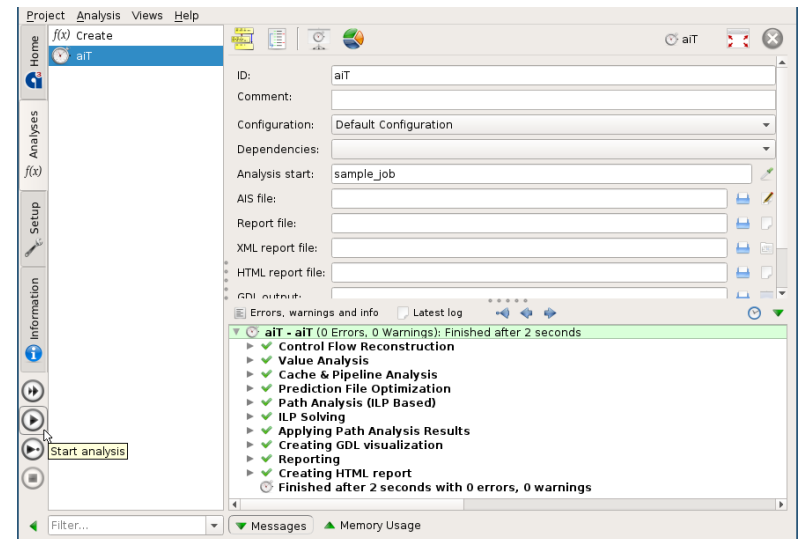 Project Analysis Views Help
Home
Analyses
f(x)
Setup
Information
f(x) Create
aiT
aiT
ID: aiT
Comment:
Configuration: Default Configuration
Dependencies:
Analysis start: sample_job
AIS file:
Report file:
XML report file:
HTML report file:
GDL output:
Errors, warnings and info Latest log
aiT - aiT (0 Errors, 0 Warnings): Finished after 2 seconds
Control Flow Reconstruction
Value Analysis
Cache & Pipeline Analysis
Prediction File Optimization
Path Analysis (ILP Based)
ILP Solving
Applying Path Analysis Results
Creating GDL visualization
Reporting
Creating HTML report
Finished after 2 seconds with 0 errors, 0 warnings
Start analysis
Filter...
Messages Memory Usage